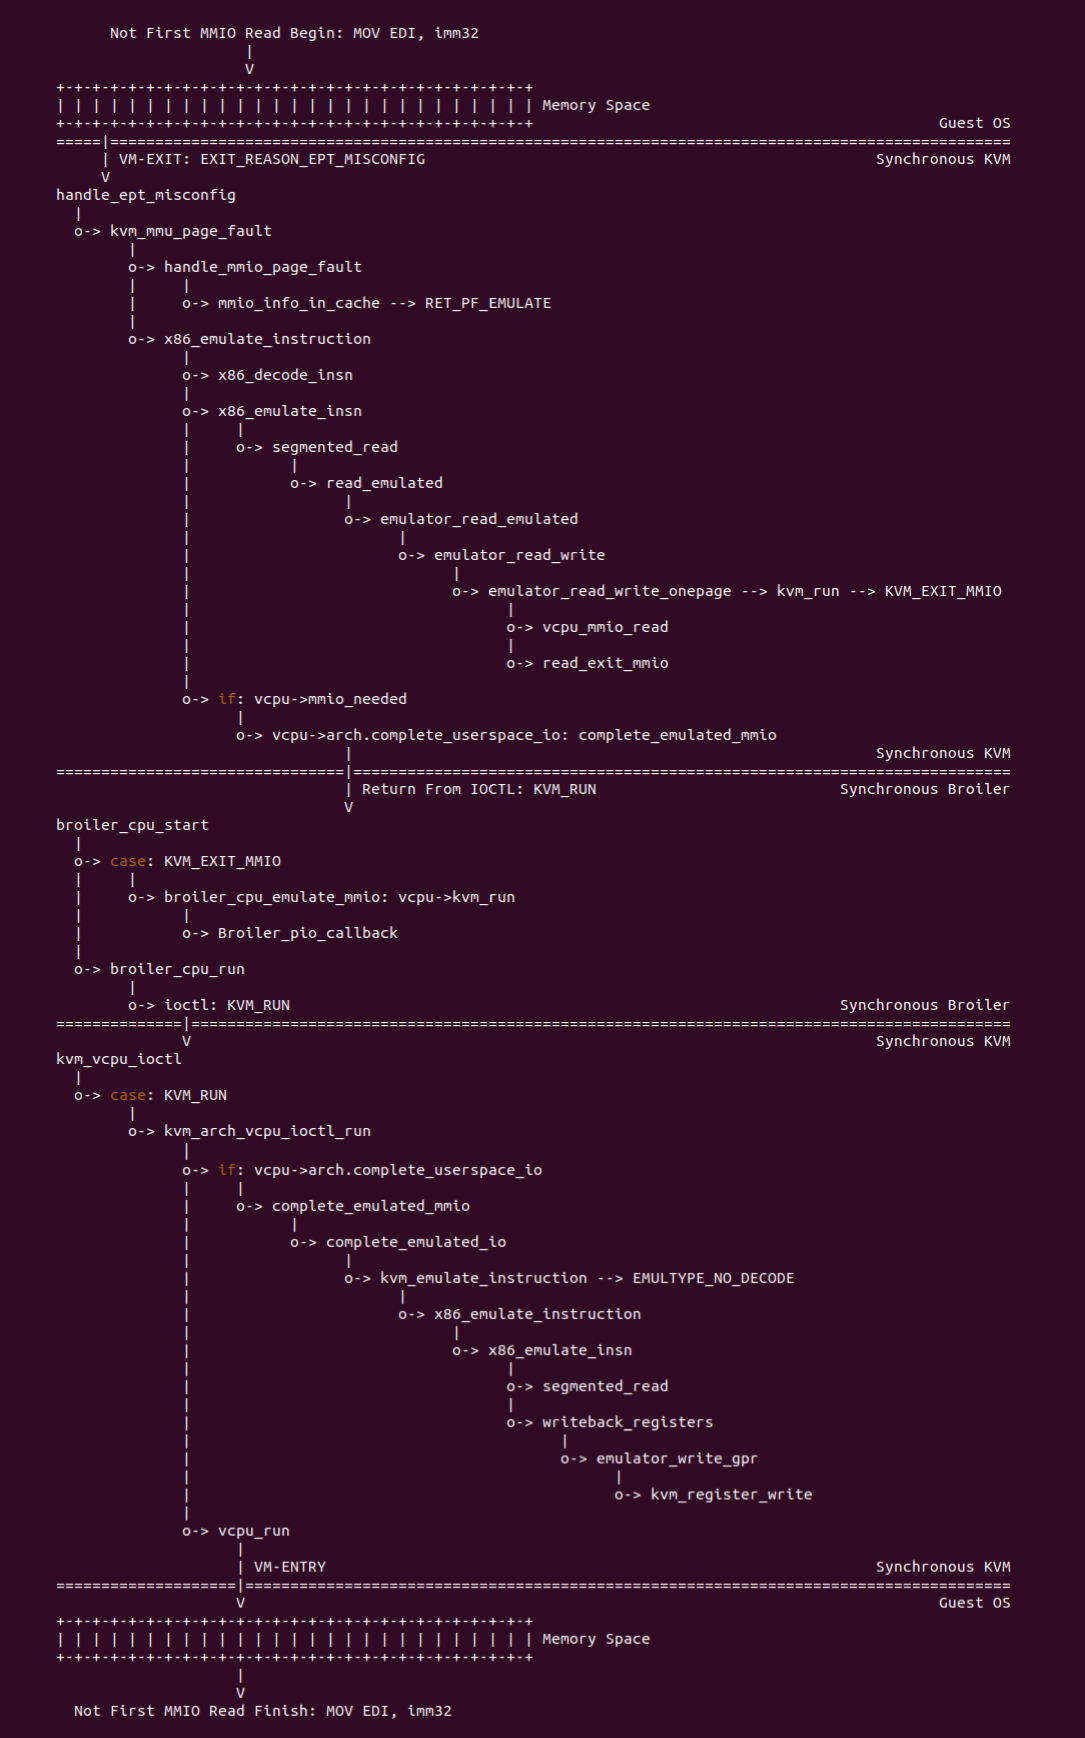 Not First MMIO Read Begin: MOV EDI, imm32
|
V
+-+-+-+-+-+-+-+-+-+-+-+-+-+-+-+-+-+-+-+-+-+-+-+-+-+-+
| | | | | | | | | | | | | | | | | | | | | | | | | | | Memory Space
+-+-+-+-+-+-+-+-+-+-+-+-+-+-+-+-+-+-+-+-+-+-+-+-+-+-+ Guest OS
=====|====================================================================================================
| VM-EXIT: EXIT_REASON_EPT_MISCONFIG Synchronous KVM
V
handle_ept_misconfig
|
o-> kvm_mmu_page_fault
|
o-> handle_mmio_page_fault
| |
| o-> mmio_info_in_cache --> RET_PF_EMULATE
|
o-> x86_emulate_instruction
|
o-> x86_decode_insn
|
o-> x86_emulate_insn
| |
| o-> segmented_read
| |
| o-> read_emulated
| |
| o-> emulator_read_emulated
| |
| o-> emulator_read_write
| |
| o-> emulator_read_write_onepage --> kvm_run --> KVM_EXIT_MMIO
| |
| o-> vcpu_mmio_read
| |
| o-> read_exit_mmio
|
o-> if: vcpu->mmio_needed
|
o-> vcpu->arch.complete_userspace_io: complete_emulated_mmio
| Synchronous KVM
================================|=========================================================================
| Return From IOCTL: KVM_RUN Synchronous Broiler
V
broiler_cpu_start
|
o-> case: KVM_EXIT_MMIO
| |
| o-> broiler_cpu_emulate_mmio: vcpu->kvm_run
| |
| o-> Broiler_pio_callback
|
o-> broiler_cpu_run
|
o-> ioctl: KVM_RUN Synchronous Broiler
==============|===========================================================================================
V Synchronous KVM
kvm_vcpu_ioctl
|
o-> case: KVM_RUN
|
o-> kvm_arch_vcpu_ioctl_run
|
o-> if: vcpu->arch.complete_userspace_io
| |
| o-> complete_emulated_mmio
| |
| o-> complete_emulated_io
| |
| o-> kvm_emulate_instruction --> EMULTYPE_NO_DECODE
| |
| o-> x86_emulate_instruction
| |
| o-> x86_emulate_insn
| |
| o-> segmented_read
| |
| o-> writeback_registers
| |
| o-> emulator_write_gpr
| |
| o-> kvm_register_write
|
o-> vcpu_run
|
| VM-ENTRY Synchronous KVM
====================|=====================================================================================
V Guest OS
+-+-+-+-+-+-+-+-+-+-+-+-+-+-+-+-+-+-+-+-+-+-+-+-+-+-+
| | | | | | | | | | | | | | | | | | | | | | | | | | | Memory Space
+-+-+-+-+-+-+-+-+-+-+-+-+-+-+-+-+-+-+-+-+-+-+-+-+-+-+
|
V
Not First MMIO Read Finish: MOV EDI, imm32